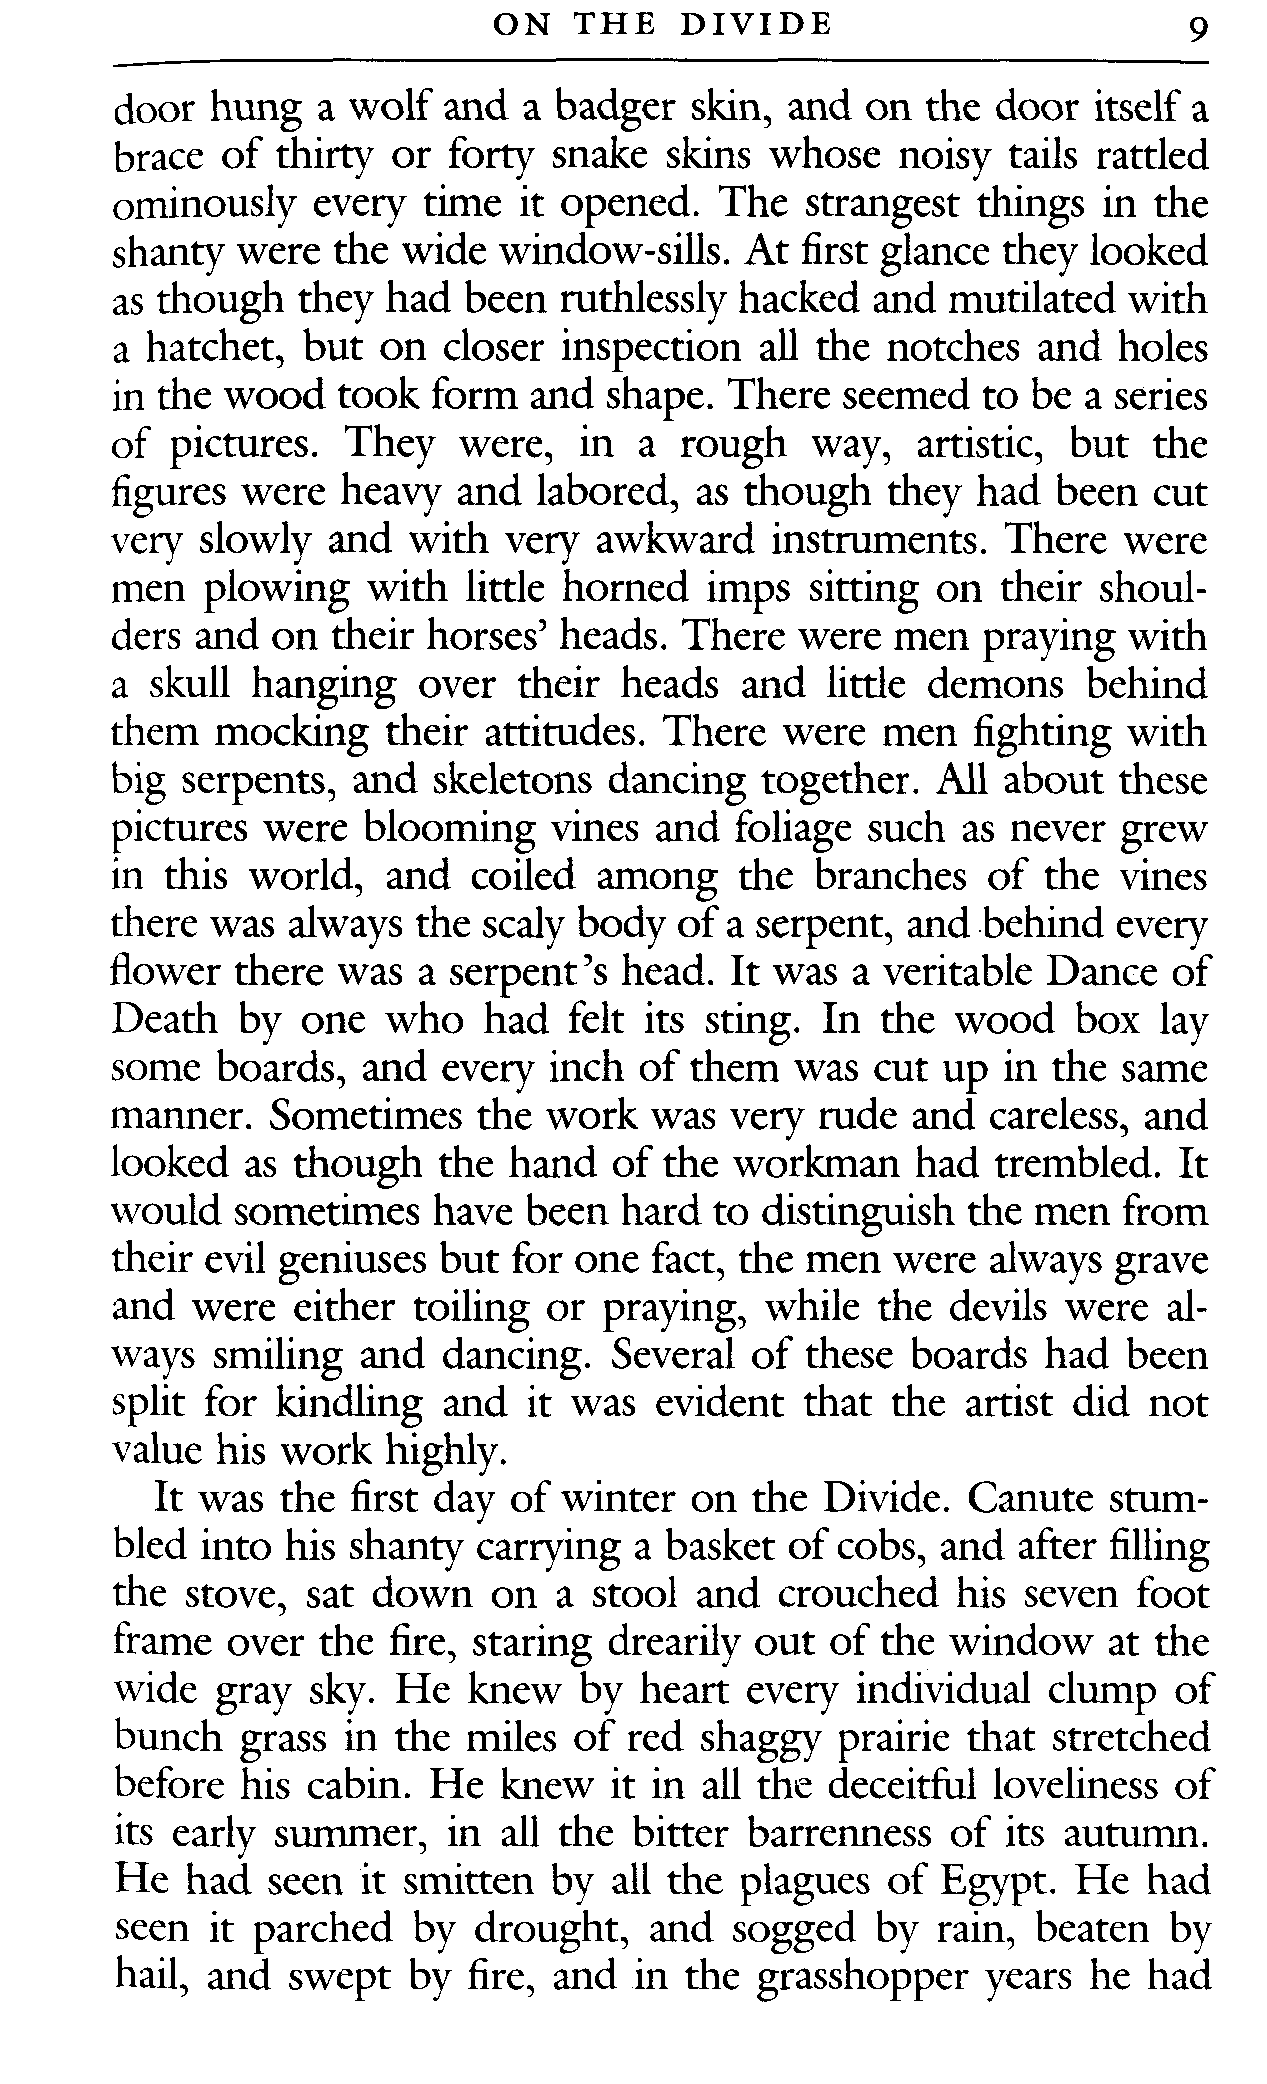 ON THE DIVIDE 9
door hung a wolf and a badger skin, and on the door itself a
brace of thirty or forty snake skins whose noisy tails rattled
ominously every time it opened. The strangest things in the
shanty were the wide window-sills. At first glance they looked
as though they had been ruthlessly hacked and mutilated with
a hatchet, but on closer inspection all the notches and holes
in the wood took form and shape. There seemed to be a series
of pictures. They were, in a rough way, artistic, but the
figures were heavy and labored, as though they had been cut
very slowly and with very awkward instruments. There were
men plowing with little horned imps sitting on their shoul-
ders and on their horses’ heads. There were men praying with
a skull hanging over their heads and little demons behind
them mocking their attitudes. There were men fighting with
big serpents, and skeletons dancing together. All about these
pictures were blooming vines and foliage such as never grew
in this world, and coiled among the branches of the vines
there was always the scaly body of a serpent, and behind every
flower there was a serpent’s head. It was a veritable Dance of
Death by one who had felt its sting. In the wood box lay
some boards, and every inch of them was cut up in the same
manner. Sometimes the work was very rude and careless, and
looked as though the hand of the workman had trembled. It
would sometimes have been hard to distinguish the men from
their evil geniuses but for one fact, the men were always grave
and were either toiling or praying, while the devils were al-
ways smiling and dancing. Several of these boards had been
split for kindling and it was evident that the artist did not
value his work highly.
It was the first day of winter on the Divide. Canute stum-
bled into his shanty carrying a basket of cobs, and after filling
the stove, sat down on a stool and crouched his seven foot
frame over the fire, staring drearily out of the window at the
wide gray sky. He knew by heart every individual clump of
bunch grass in the miles of red shaggy prairie that stretched
before his cabin. He knew it in all the deceitful loveliness of
its early summer, in all the bitter barrenness of its autumn.
He had seen it smitten by all the plagues of Egypt. He had
seen it parched by drought, and sogged by rain, beaten by
hail, and swept by fire, and in the grasshopper years he had